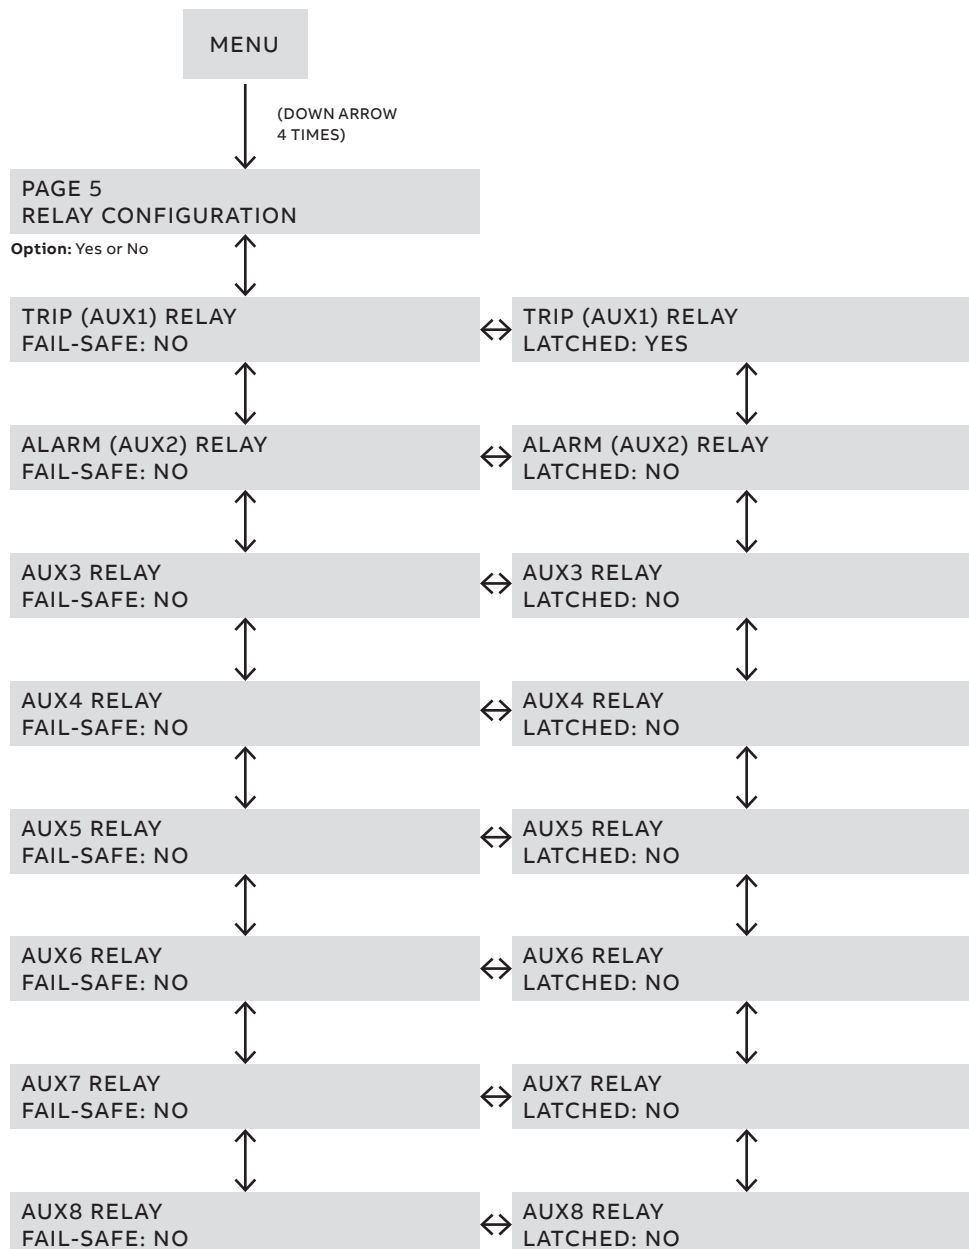 MENU
(DOWN ARROW
4 TIMES)
PAGE 5
RELAY CONFIGURATION
Option: Yes or No
TRIP (AUX1) RELAY
FAIL-SAFE: NO
TRIP (AUX1) RELAY
LATCHED: YES
ALARM (AUX2) RELAY
FAIL-SAFE: NO
ALARM (AUX2) RELAY
LATCHED: NO
AUX3 RELAY
FAIL-SAFE: NO
AUX3 RELAY
LATCHED: NO
AUX4 RELAY
FAIL-SAFE: NO
AUX4 RELAY
LATCHED: NO
AUX5 RELAY
FAIL-SAFE: NO
AUX5 RELAY
LATCHED: NO
AUX6 RELAY
FAIL-SAFE: NO
AUX6 RELAY
LATCHED: NO
AUX7 RELAY
FAIL-SAFE: NO
AUX7 RELAY
LATCHED: NO
AUX8 RELAY
FAIL-SAFE: NO
AUX8 RELAY
LATCHED: NO